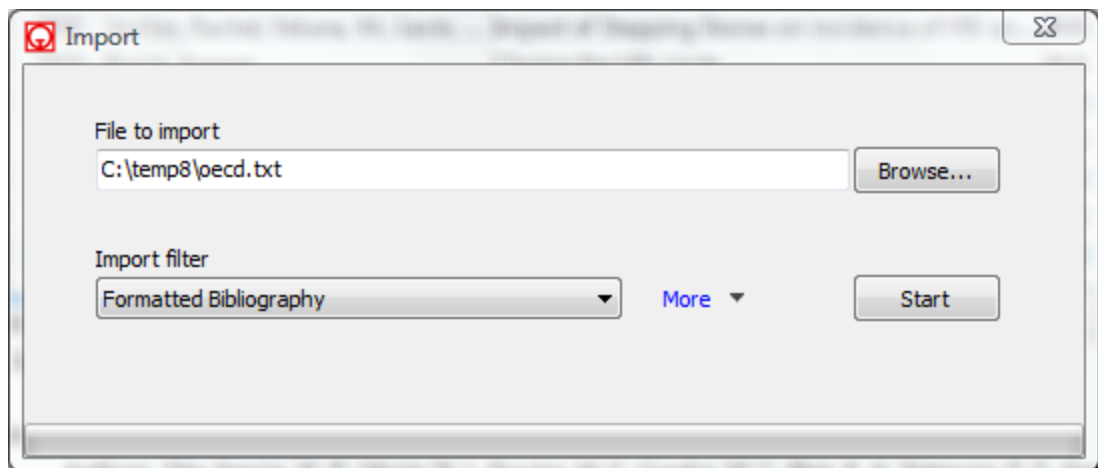 Import
File to import
C:\temp8\oecd.txt
Browse...
Import filter
Formatted Bibliography
More
Start